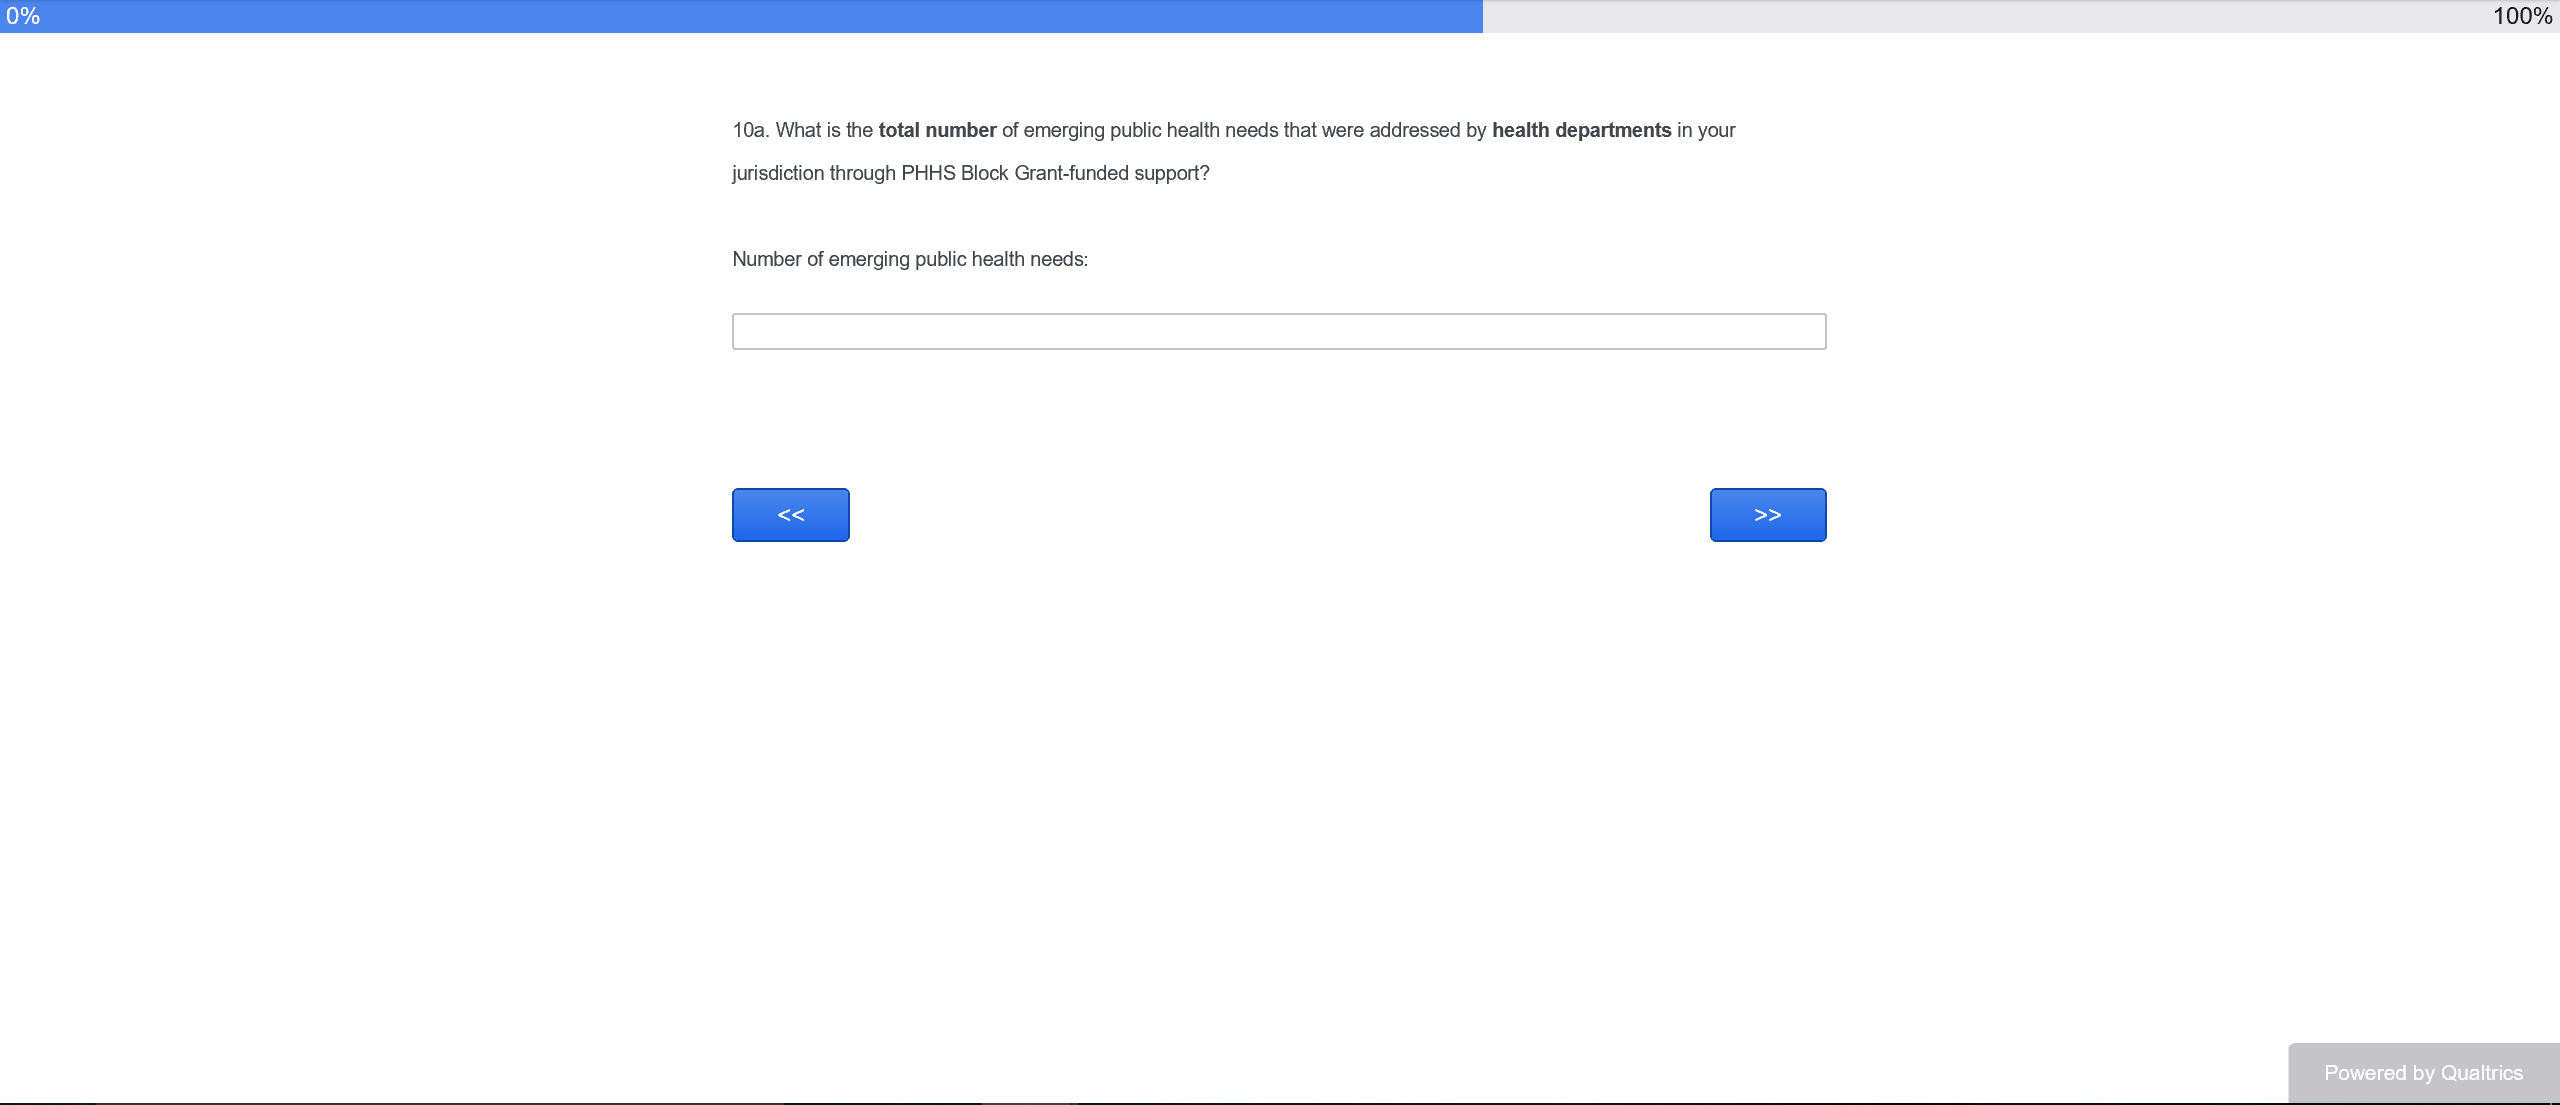 0% 100%
10a. What is the total number of emerging public health needs that were addressed by health departments in your
jurisdiction through PHHS Block Grant-funded support?
Number of emerging public health needs:
<< >>
Powered by Qualtrics